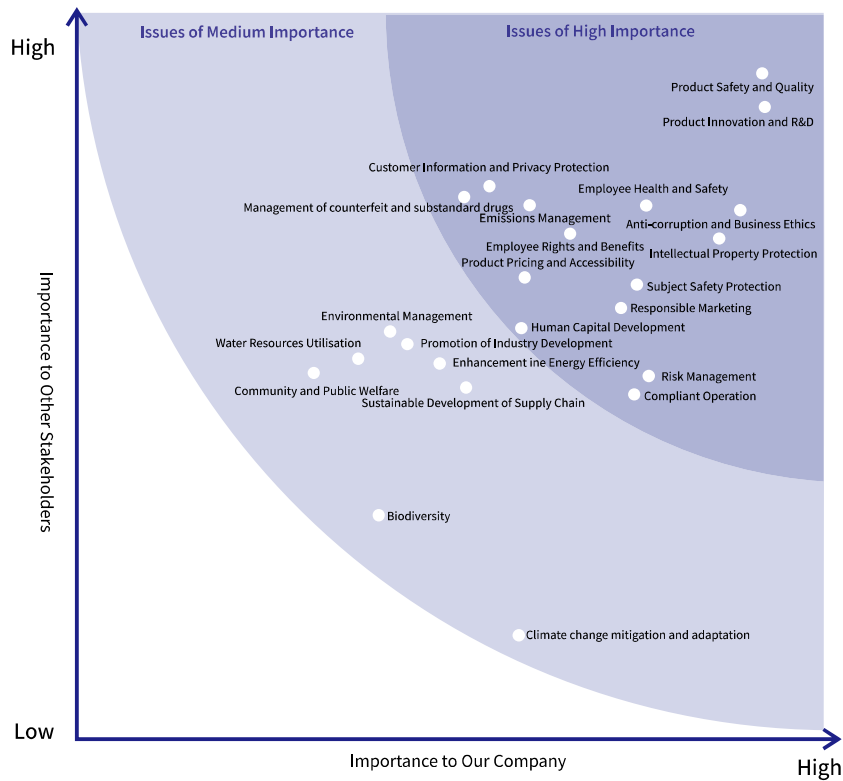 High
Issues of Medium Importance
Issues of High Importance
Product Safety and Quality
Product Innovation and R&D
Customer Information and Privacy Protection
Employee Health and Safety
Management of counterfeit and substandard drugs
Emissions Management
Anti-corruption and Business Ethics
Employee Rights and Benefits
Intellectual Property Protection
Product Pricing and Accessibility
Subject Safety Protection
Responsible Marketing
Environmental Management
Human Capital Development
Water Resources Utilisation
Promotion of Industry Development
Enhancement ine Energy Efficiency
Risk Management
Community and Public Welfare
Compliant Operation
Sustainable Development of Supply Chain
Importance to Other Stakeholders
Biodiversity
Climate change mitigation and adaptation
Low
Importance to Our Company
High